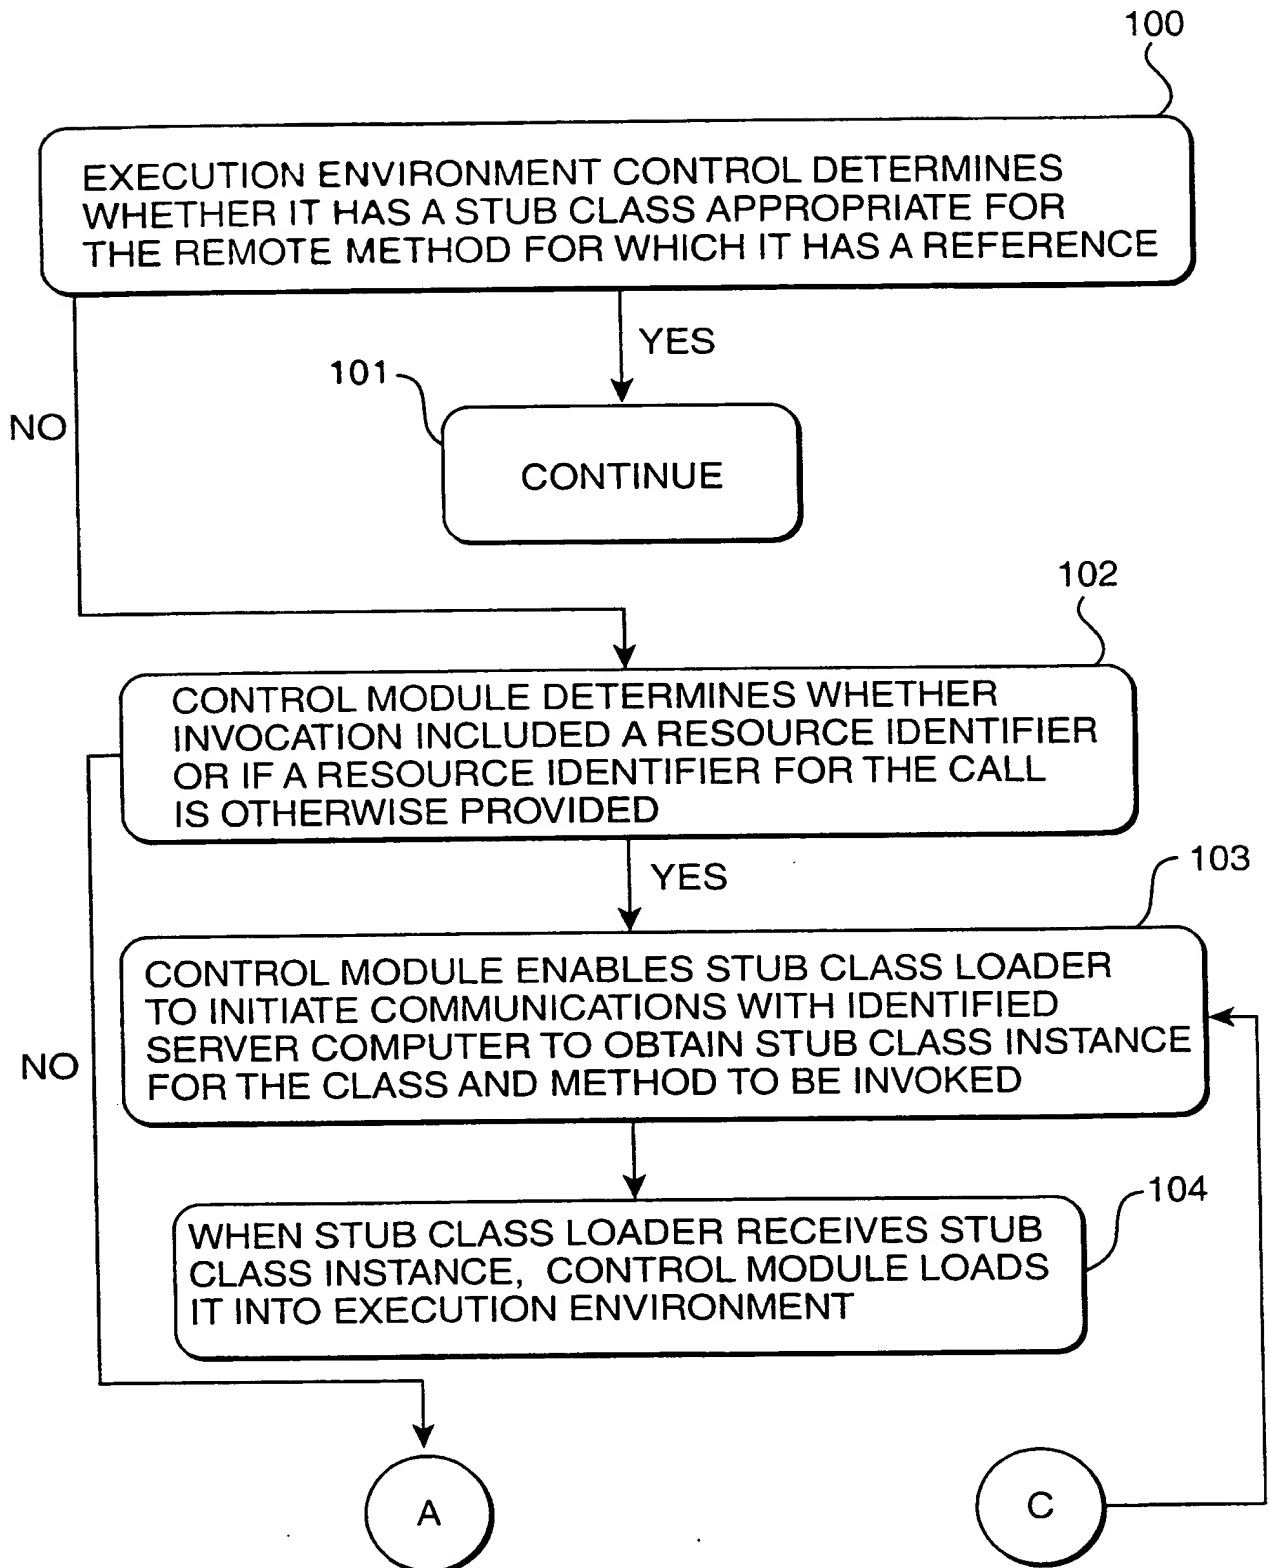 100
EXECUTION ENVIRONMENT CONTROL DETERMINES
WHETHER IT HAS A STUB CLASS APPROPRIATE FOR
THE REMOTE METHOD FOR WHICH IT HAS A REFERENCE
YES
101
NO
CONTINUE
102
CONTROL MODULE DETERMINES WHETHER
INVOCATION INCLUDED A RESOURCE IDENTIFIER
OR IF A RESOURCE IDENTIFIER FOR THE CALL
IS OTHERWISE PROVIDED
YES
103
CONTROL MODULE ENABLES STUB CLASS LOADER
TO INITIATE COMMUNICATIONS WITH IDENTIFIED
SERVER COMPUTER TO OBTAIN STUB CLASS INSTANCE
FOR THE CLASS AND METHOD TO BE INVOKED
NO
104
WHEN STUB CLASS LOADER RECEIVES STUB
CLASS INSTANCE, CONTROL MODULE LOADS
IT INTO EXECUTION ENVIRONMENT
A
C